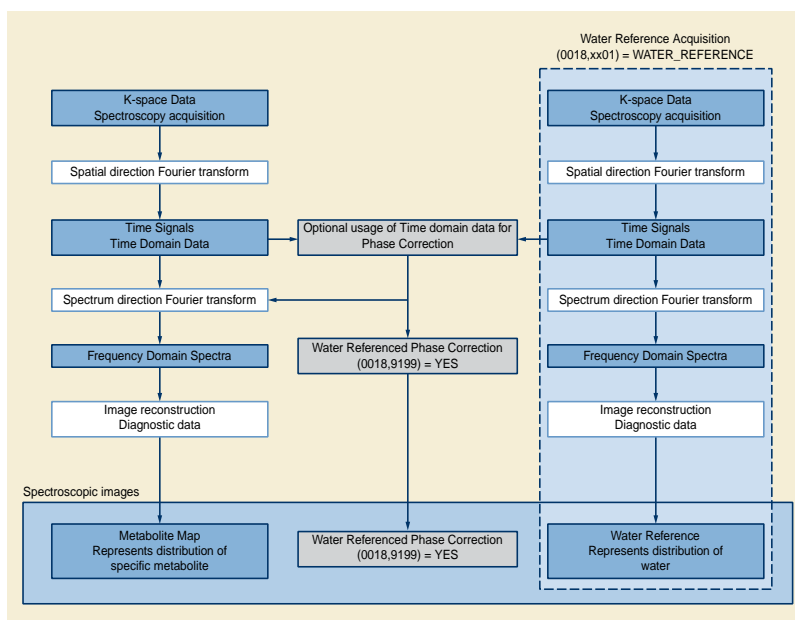 Water Reference Acquisition
(0018,xx01) = WATER_REFERENCE
K-space Data
Spectroscopy acquisition
K-space Data
Spectroscopy acquisition
Spatial direction Fourier transform
Spatial direction Fourier transform
Time Signals
Time Domain Data
Optional usage of Time domain data for
Phase Correction
Time Signals
Time Domain Data
Spectrum direction Fourier transform
Spectrum direction Fourier transform
Frequency Domain Spectra
Water Referenced Phase Correction
(0018,9199) = YES
Frequency Domain Spectra
Image reconstruction
Diagnostic data
Image reconstruction
Diagnostic data
Spectroscopic images
Metabolite Map
Represents distribution of
specific metabolite
Water Referenced Phase Correction
(0018,9199) = YES
Water Reference
Represents distribution of
water